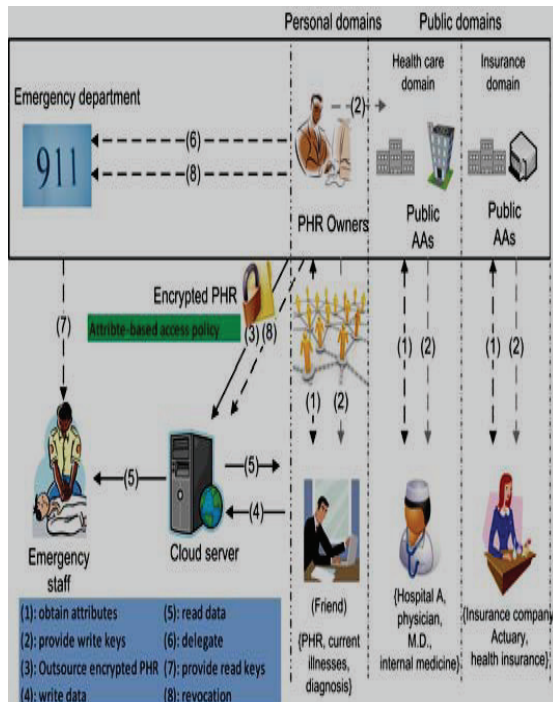 Personal domains
Public domains
Health care
domain
Insurance
domain
Emergency department
(2)
911
(6)
(8)
PHR Owners
Public
AAs
Public
AAs
Encrypted PHR
Attribte-based access policy
(3)
(8)
(7)
(1)
(2)
(1)
(2)
(1)
(2)
(5)
(5)
(4)
Emergency
staff
Cloud server
(Friend)
{PHR, current
illnesses,
diagnosis}
{Hospital A,
physician,
M.D.,
internal medicine}
{Insurance company
Actuary,
health insurance}
(1): obtain attributes
(2): provide write keys
(3): Outsource encrypted PHR
(4): write data
(5): read data
(6): delegate
(7): provide read keys
(8): revocation